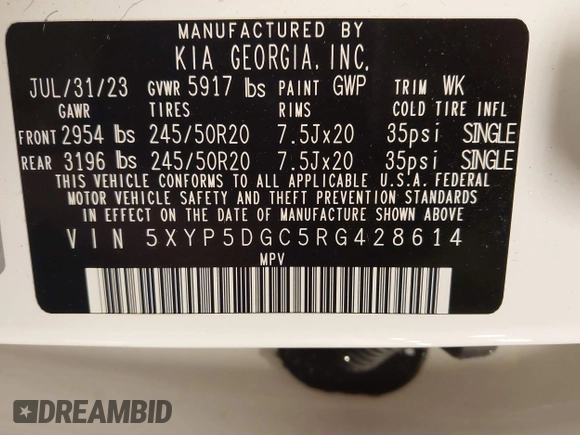 MANUFACTURED BY
KIA GEORGIA, INC.
JUL/31/23 GVWR 5917 lbs PAINT GWP TRIM WK
GAWR TIRES RIMS COLD TIRE INFL
FRONT 2954 lbs 245/50R20 7.5Jx20 35psi SINGLE
REAR 3196 lbs 245/50R20 7.5Jx20 35psi SINGLE
THIS VEHICLE CONFORMS TO ALL APPLICABLE U.S.A. FEDERAL
MOTOR VEHICLE SAFETY AND THEFT PREVENTION STANDARDS
IN EFFECT ON THE DATE OF MANUFACTURE SHOWN ABOVE.
VIN 5XYP5DGC5RG428614
MPV
DREAMBID